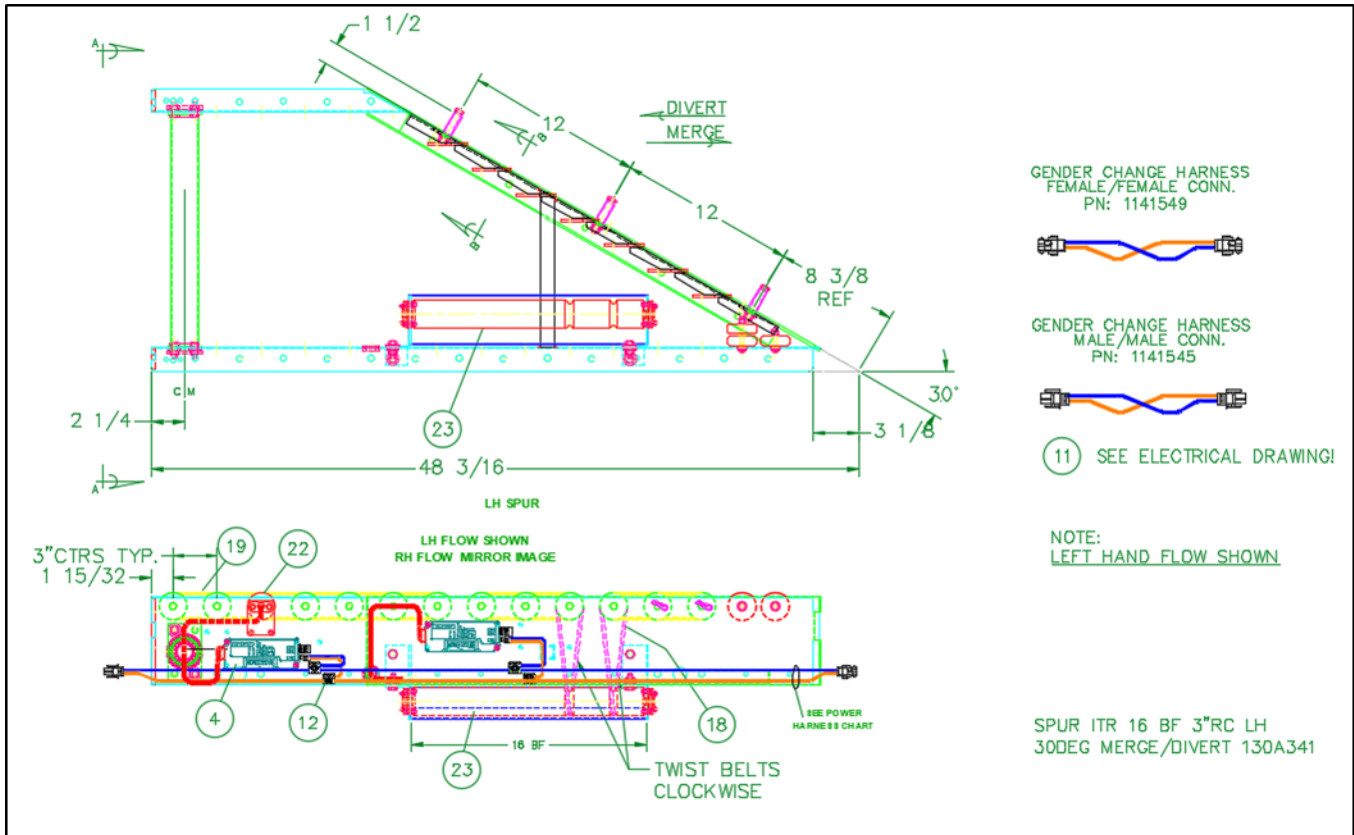 1 1/2
A
12
DIVERT
MERGE
B
12
B
8 3/8
REF
30°
23
C M
2 1/4
3 1/8
48 3/16
A
LH SPUR
LH FLOW SHOWN
RH FLOW MIRROR IMAGE
3"CTRS TYP.
1 15/32
19
22
4
12
23
16 BF
18
TWIST BELTS
CLOCKWISE
SEE POWER
HARNESS CHART
GENDER CHANGE HARNESS
FEMALE/FEMALE CONN.
PN: 1141549
GENDER CHANGE HARNESS
MALE/MALE CONN.
PN: 1141545
11 SEE ELECTRICAL DRAWING!
NOTE:
LEFT HAND FLOW SHOWN
SPUR ITR 16 BF 3"RC LH
30DEG MERGE/DIVERT 130A341